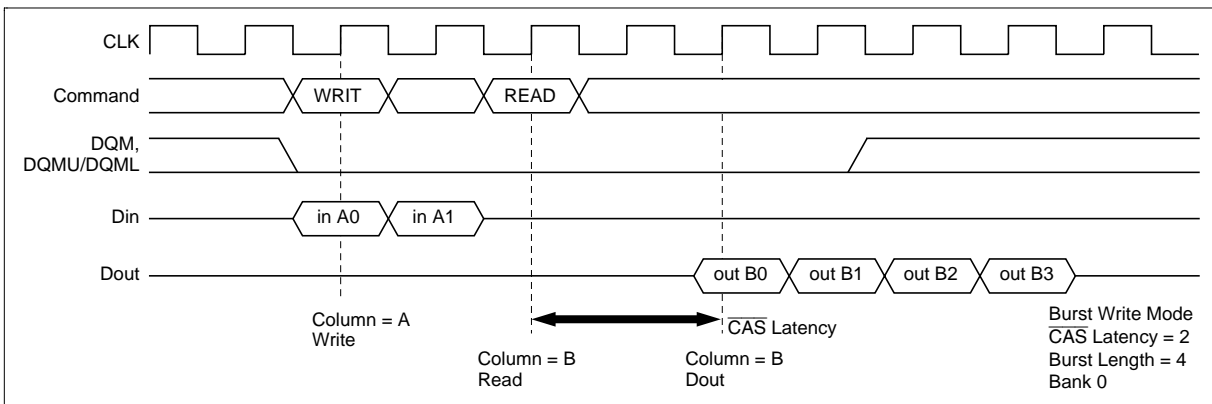 CLK
Command
WRIT
READ
DQM,
DQMU/DQML
Din
in A0
in A1
Dout
out B0
out B1
out B2
out B3
Column = A
Write
Column = B
Read
CAS Latency
Column = B
Dout
Burst Write Mode
CAS Latency = 2
Burst Length = 4
Bank 0